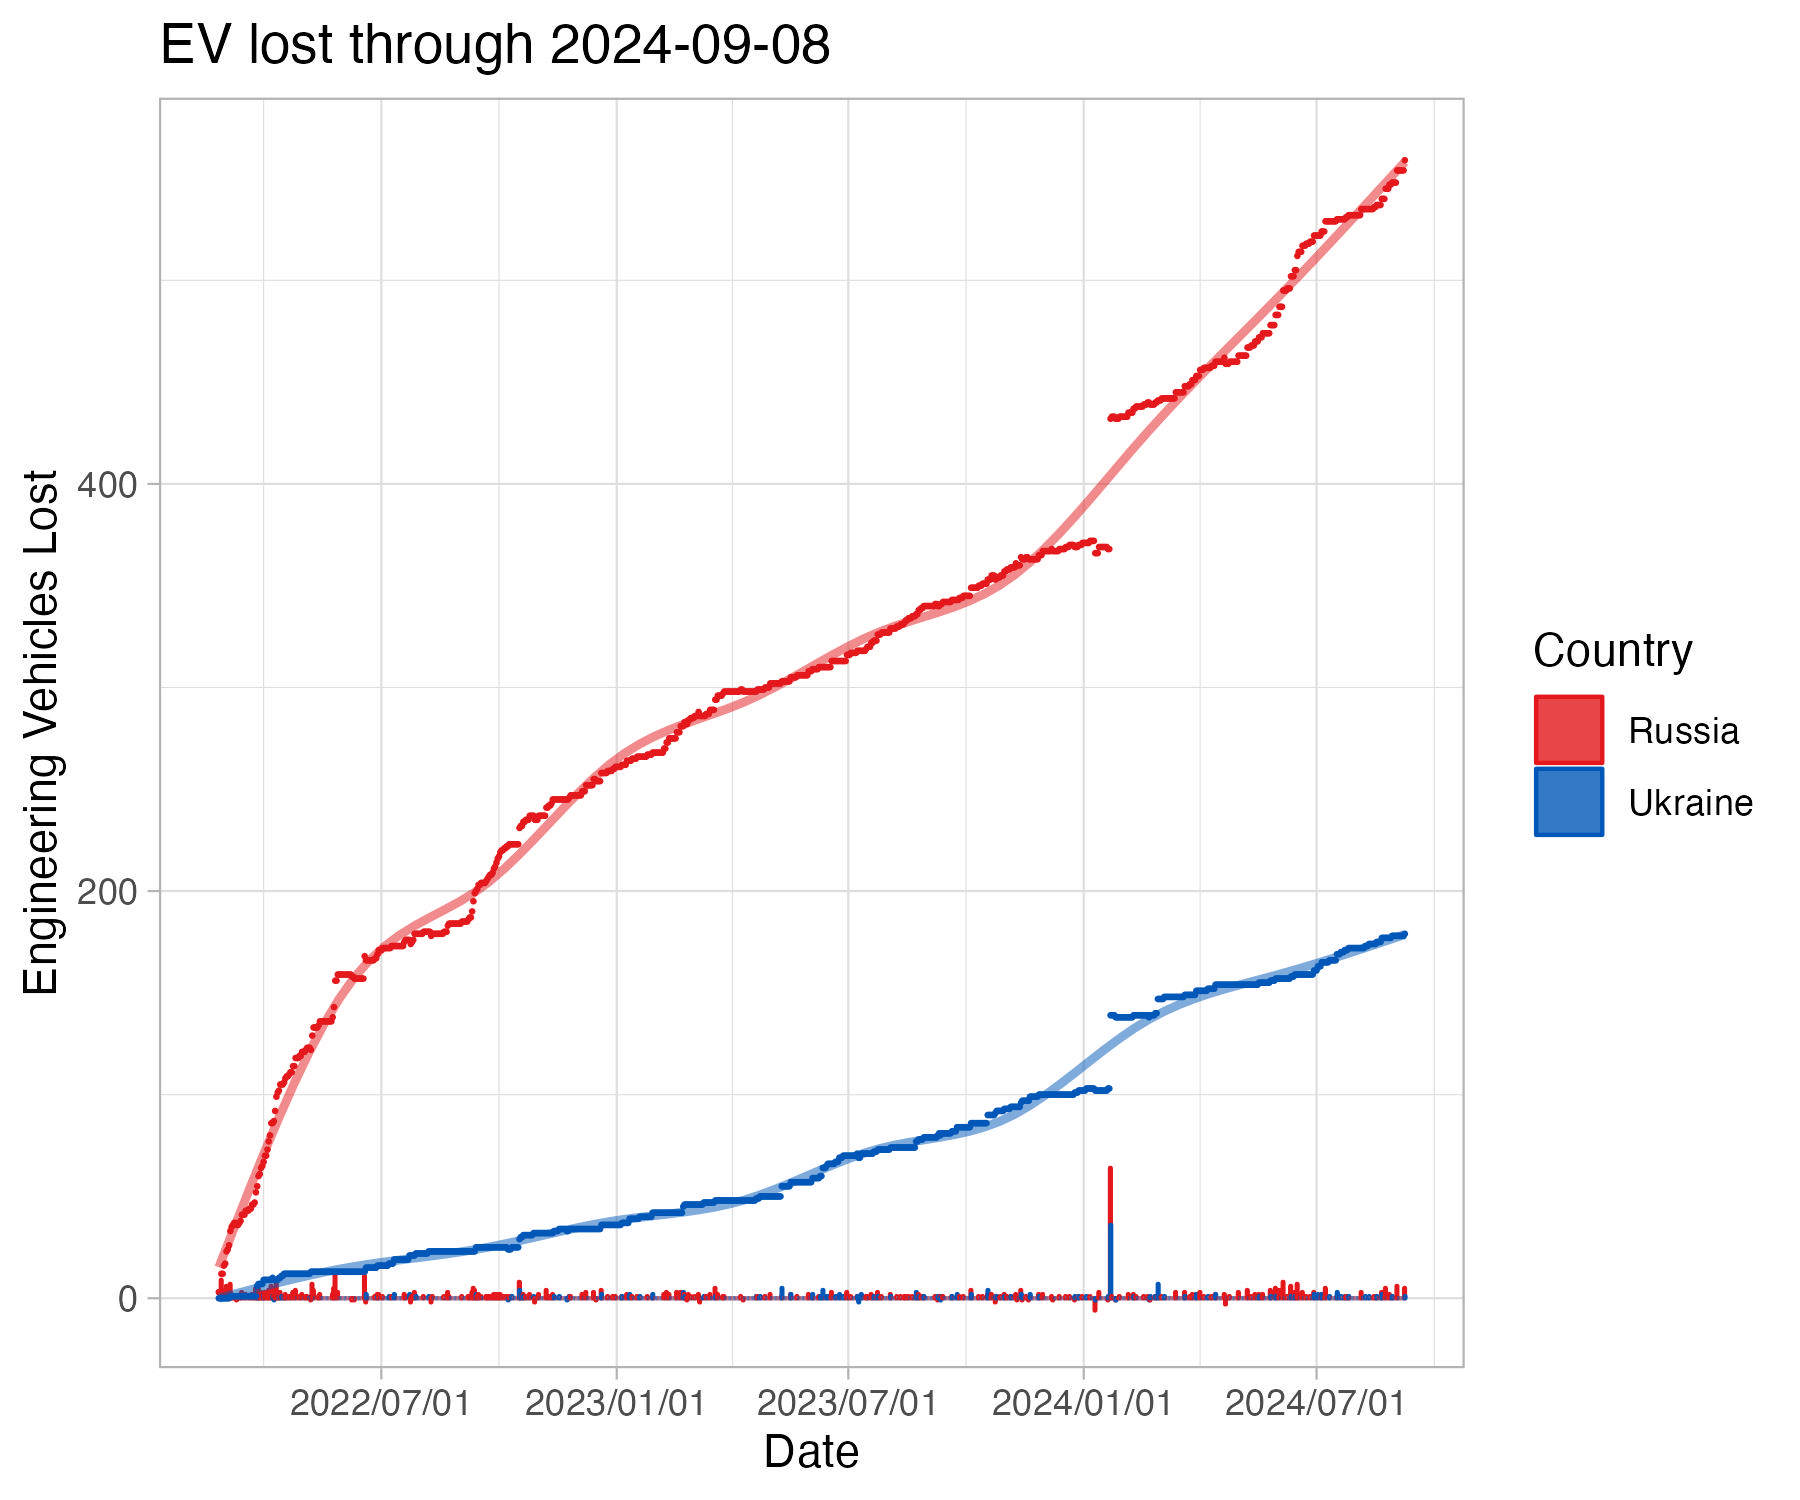 EV lost through 2024-09-08
Engineering Vehicles Lost
400
200
0
2022/07/01
2023/01/01
2023/07/01
2024/01/01
2024/07/01
Date
Country
Russia
Ukraine